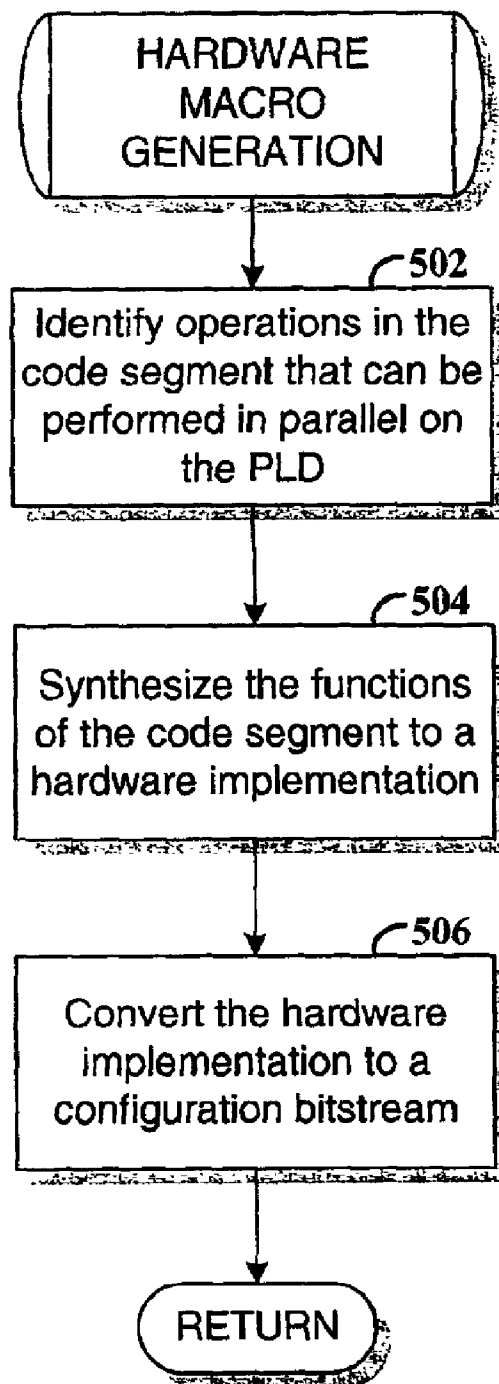 HARDWARE
MACRO
GENERATION
502
Identify operations in the
code segment that can be
performed in parallel on
the PLD
504
Synthesize the functions
of the code segment to a
hardware implementation
506
Convert the hardware
implementation to a
configuration bitstream
RETURN